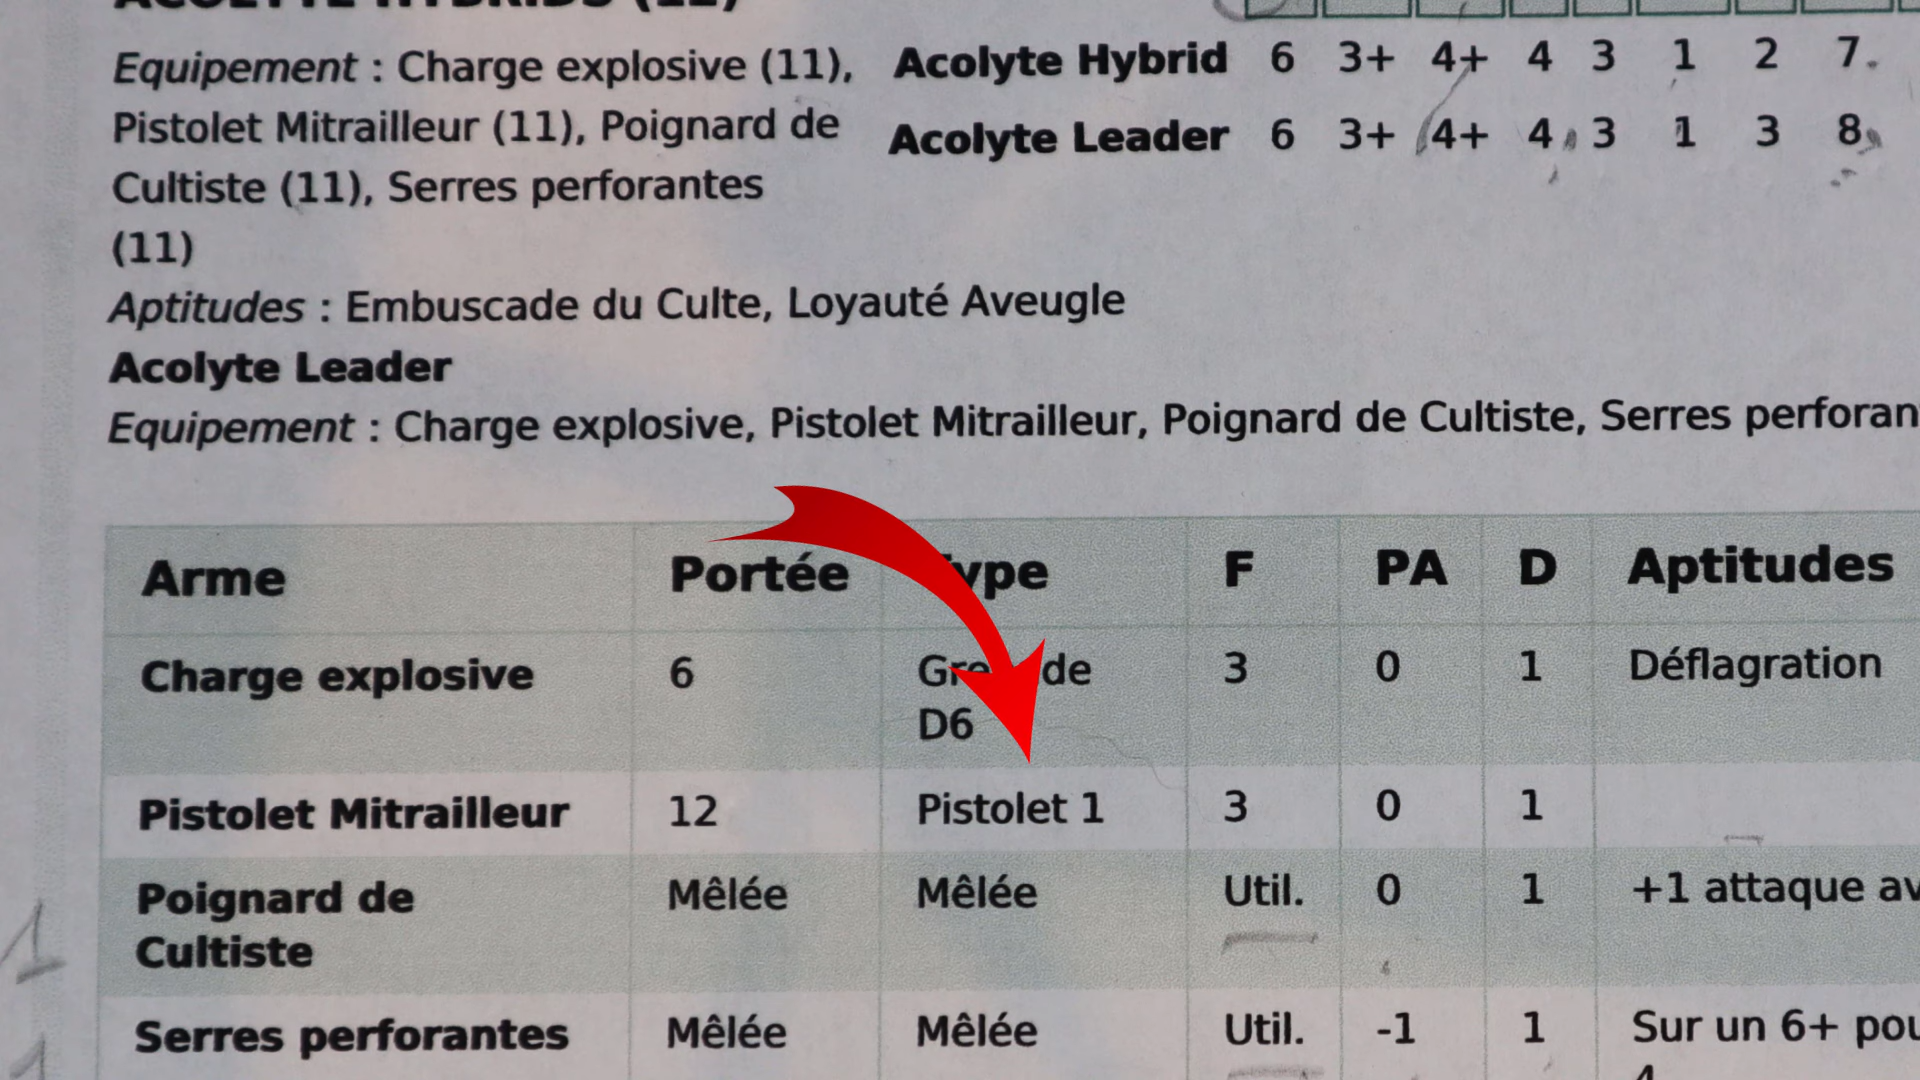 Equipement : Charge explosive (11), Acolyte Hybrid 6 3+ 4+ 4 3 1 2 7
Pistolet Mitrailleur (11), Poignard de Acolyte Leader 6 3+ 4+ 4 3 1 3 8
Cultiste (11), Serres perforantes
(11)
Aptitudes : Embuscade du Culte, Loyauté Aveugle
Acolyte Leader
Equipement : Charge explosive, Pistolet Mitrailleur, Poignard de Cultiste, Serres perforan
Arme Portée ype F PA D Aptitudes
Charge explosive 6 3 0 1 Déflagration
D6
Pistolet Mitrailleur 12 Pistolet 1 3 0 1
Poignard de Mêlée Mêlée Util. 0 1 +1 attaque av
Cultiste
Serres perforantes Mêlée Mêlée Util. -1 1 Sur un 6+ pou